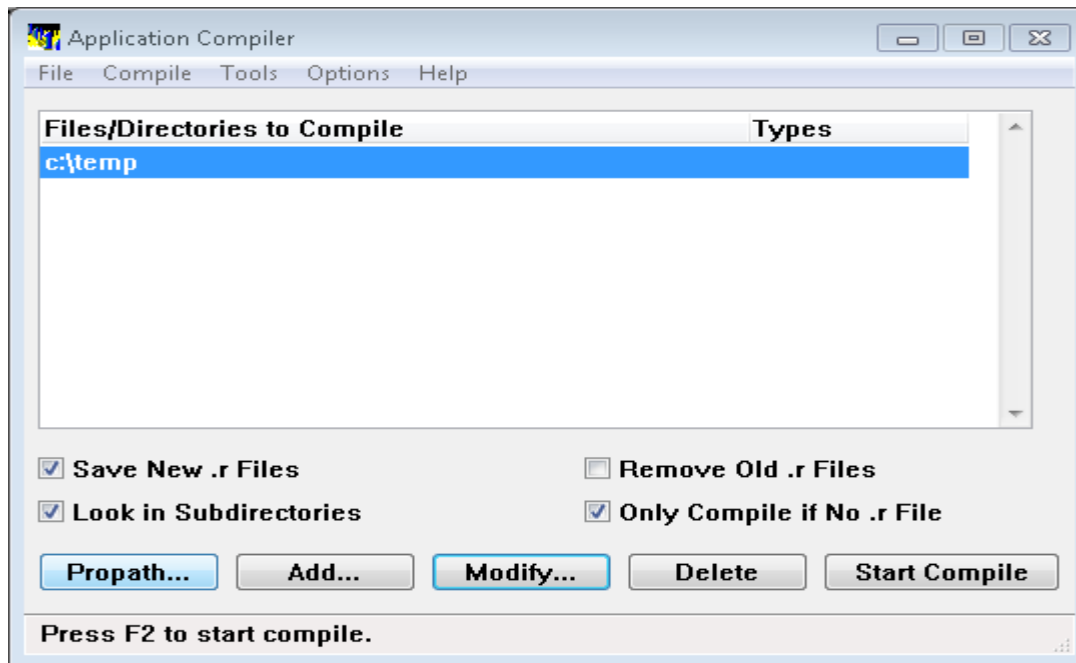 Application Compiler
File Compile Tools Options Help
Files/Directories to Compile Types
c:\temp
Save New .r Files Remove Old .r Files
Look in Subdirectories Only Compile if No .r File
Propath... Add... Modify... Delete Start Compile
Press F2 to start compile.